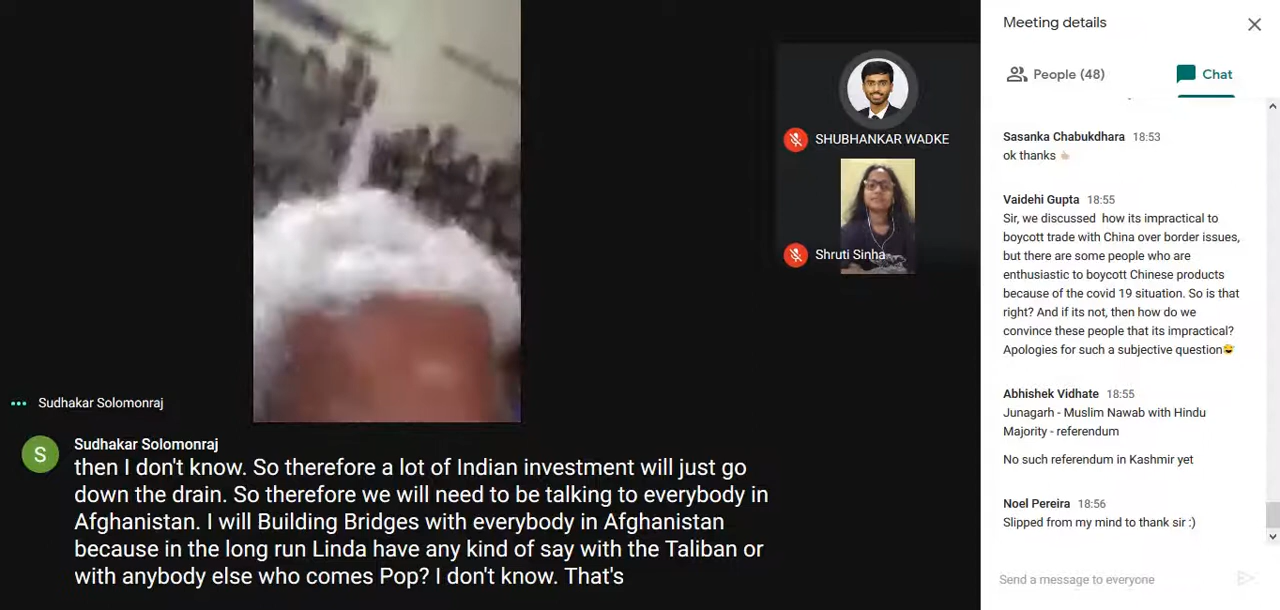 Meeting details
People (48)
Chat
SHUBHANKAR WADKE
Shruti Sinha
Sasanka Chabukdhara 18:53
ok thanks 👍🏻
Vaidehi Gupta 18:55
Sir, we discussed how its impractical to
boycott trade with China over border issues,
but there are some people who are
enthusiastic to boycott Chinese products
because of the covid 19 situation. So is that
right? And if its not, then how do we
convince these people that its impractical?
Apologies for such a subjective question😅
Abhishek Vidhate 18:55
Junagarh - Muslim Nawab with Hindu
Majority - referendum
No such referendum in Kashmir yet
Noel Pereira 18:56
Slipped from my mind to thank sir :)
Send a message to everyone
Sudhakar Solomonraj
S
Sudhakar Solomonraj
then I don't know. So therefore a lot of Indian investment will just go
down the drain. So therefore we will need to be talking to everybody in
Afghanistan. I will Building Bridges with everybody in Afghanistan
because in the long run Linda have any kind of say with the Taliban or
with anybody else who comes Pop? I don't know. That's